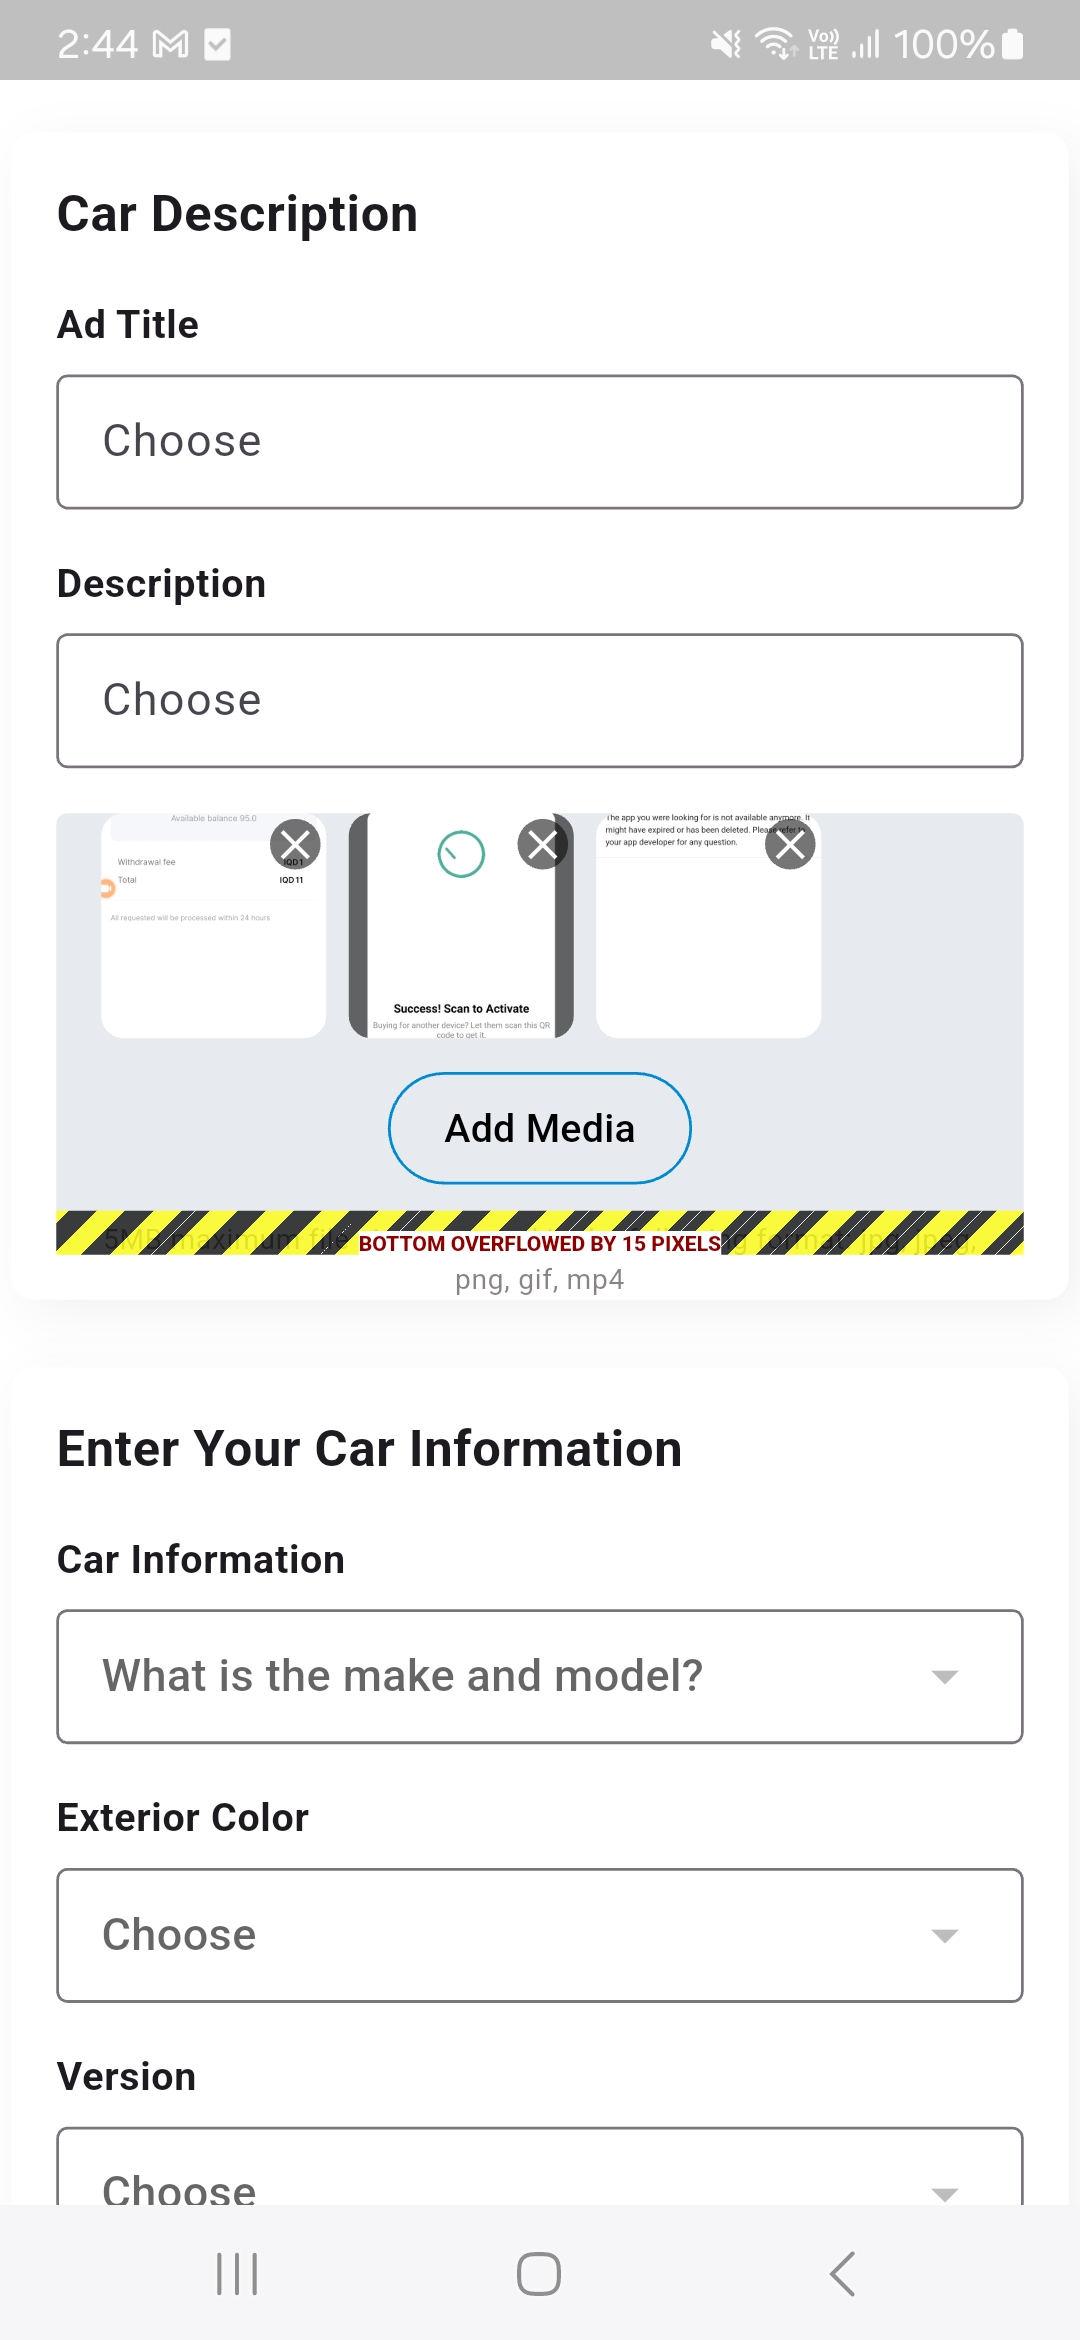 2:44
Vo))
LTE
100%
Car Description
Ad Title
Choose
Description
Choose
Available balance 95.0
Withdrawal fee
IQD 1
Total
IQD 11
All requested will be processed within 24 hours
Success! Scan to Activate
Buying for another device? Let them scan this QR
code to get it.
The app you were looking for is not available anymore. It
might have expired or has been deleted. Please refer to
your app developer for any question.
Add Media
5MB maximum file
BOTTOM OVERFLOWED BY 15 PIXELS
format: jpg, jpeg,
png, gif, mp4
Enter Your Car Information
Car Information
What is the make and model?
Exterior Color
Choose
Version
Choose